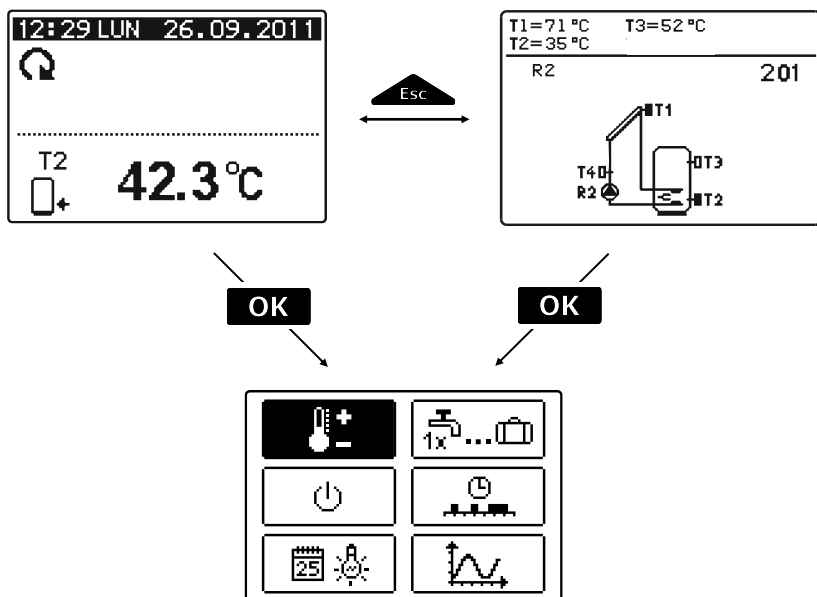 12:29 LUN 26.09.2011
T2
42.3°C
Esc
T1=71°C T3=52°C
T2=35°C
R2 201
T1
T4 T3
R2 T2
OK
OK
1x ...
25